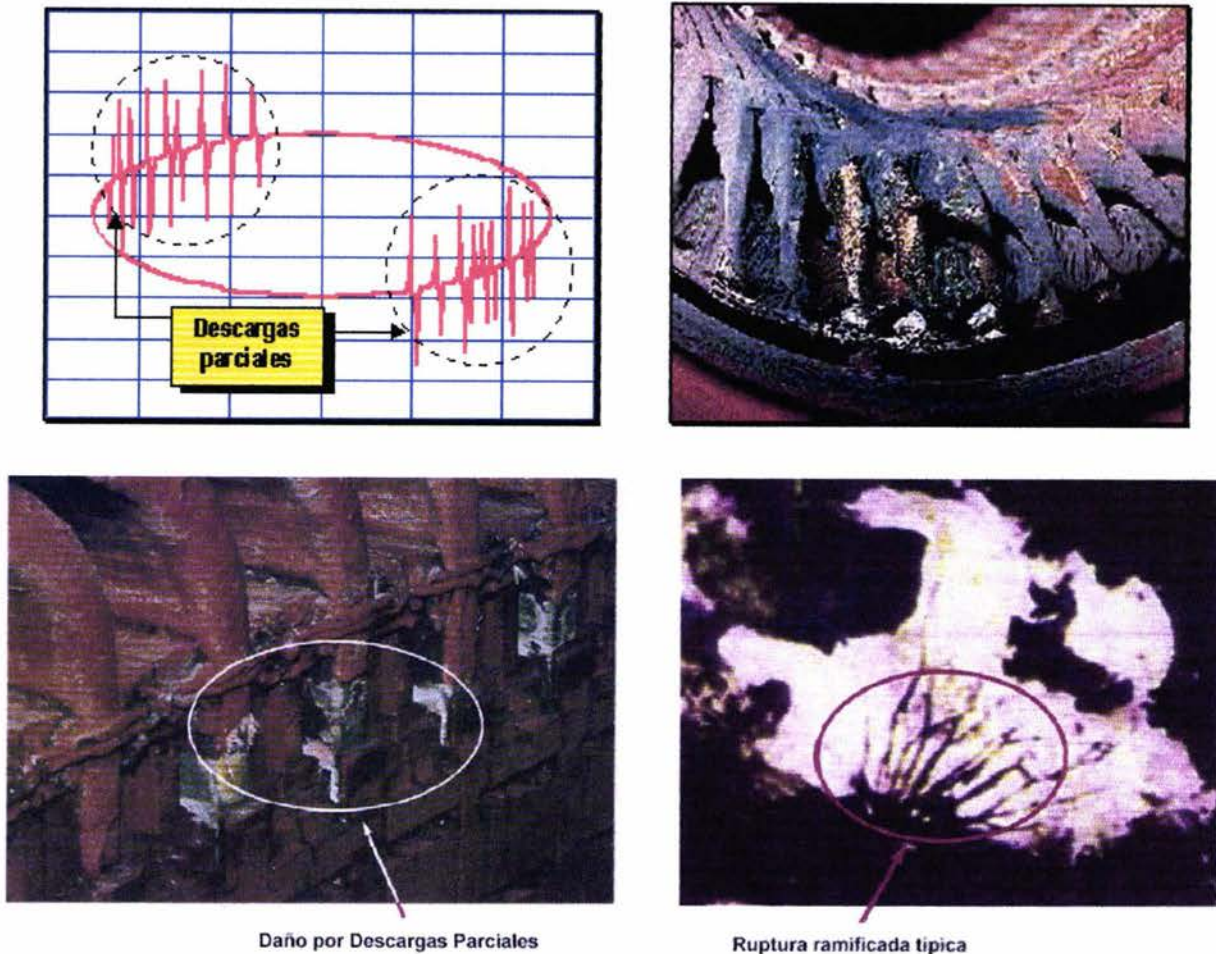 Descargas
parciales
Daño por Descargas Parciales
Ruptura ramificada típica